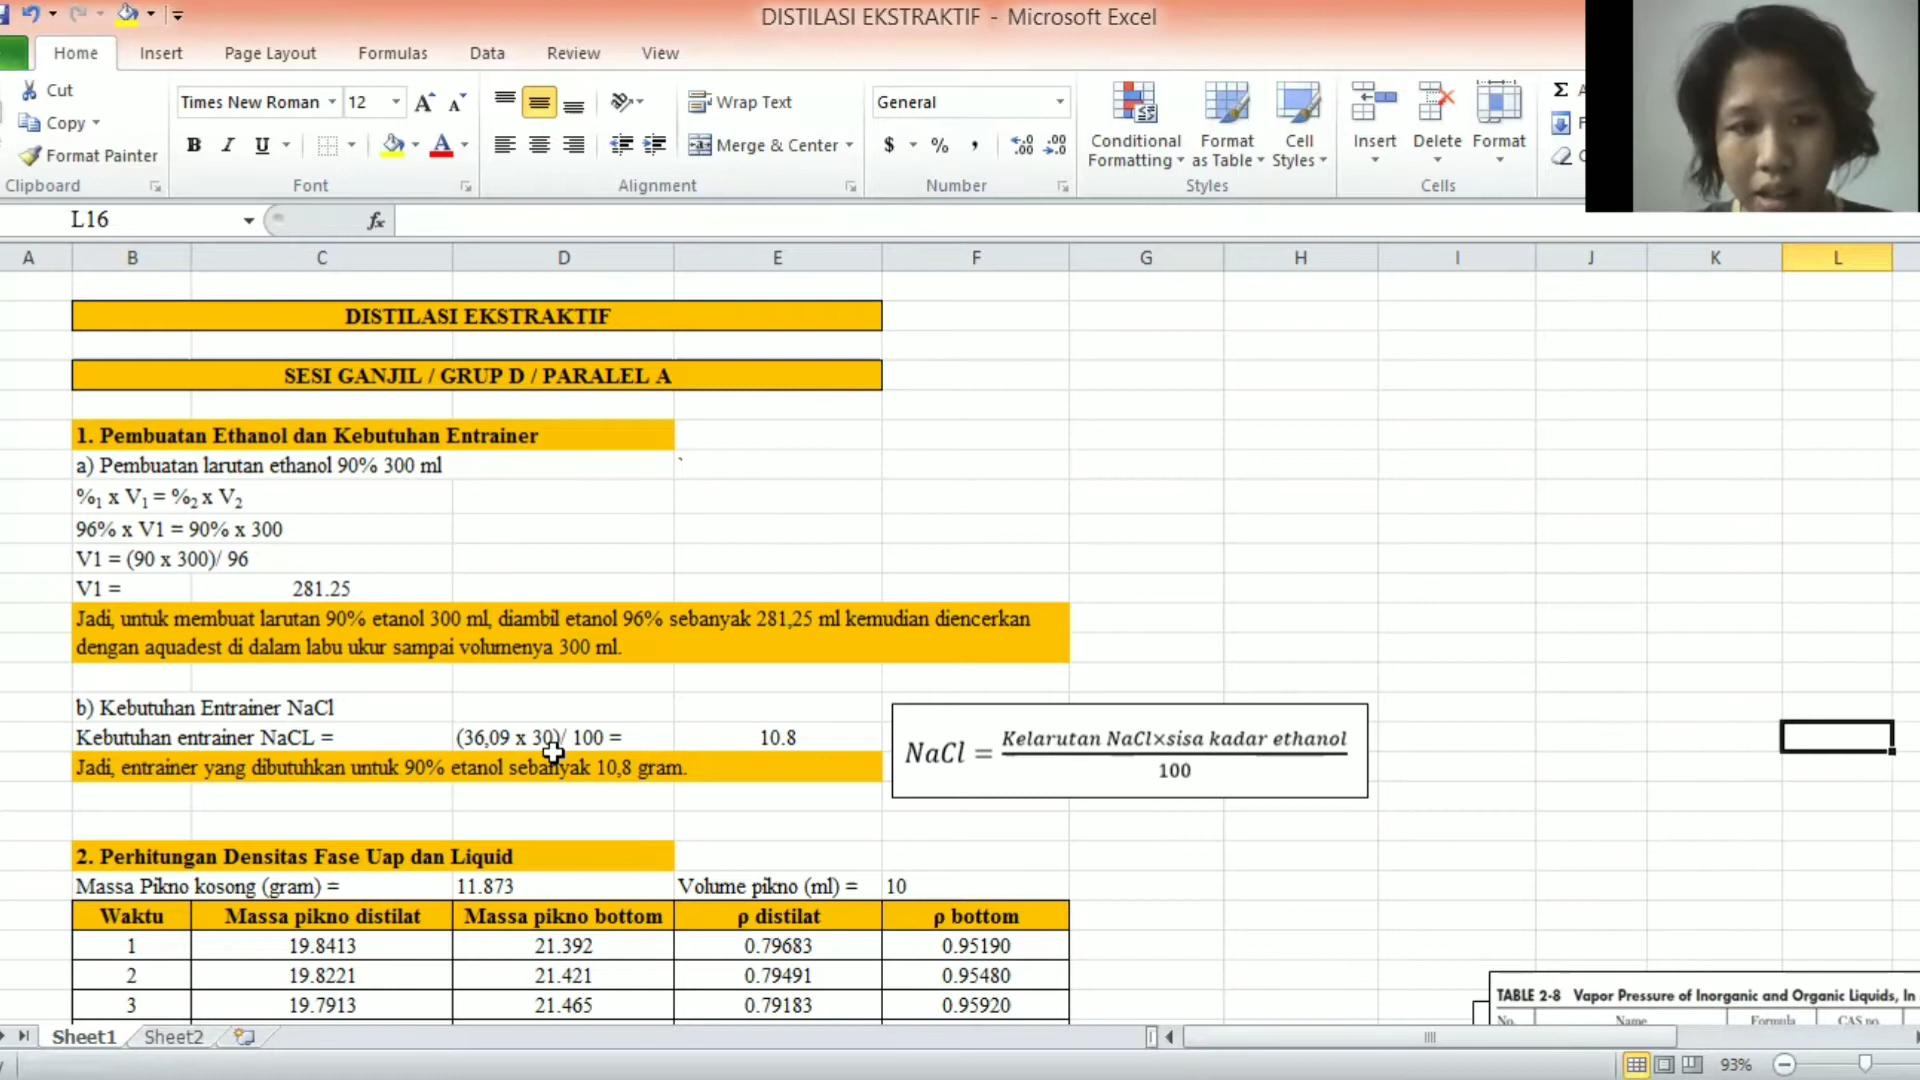 DISTILASI EKSTRAKTIF - Microsoft Excel
Home Insert Page Layout Formulas Data Review View
Cut
Copy
Format Painter
Clipboard
Times New Roman 12
B I U
Font
Wrap Text
Merge & Center
Alignment
General
$ % ,
Number
Conditional Formatting
Format as Table
Cell Styles
Styles
Insert
Delete
Format
Cells
L16
fx
A B C D E F G H I J K L
DISTILASI EKSTRAKTIF
SESI GANJIL / GRUP D / PARALEL A
1. Pembuatan Ethanol dan Kebutuhan Entrainer
a) Pembuatan larutan ethanol 90% 300 ml `
%₁ x V₁ = %₂ x V₂
96% x V1 = 90% x 300
V1 = (90 x 300)/ 96
V1 = 281.25
Jadi, untuk membuat larutan 90% etanol 300 ml, diambil etanol 96% sebanyak 281,25 ml kemudian diencerkan
dengan aquadest di dalam labu ukur sampai volumenya 300 ml.
b) Kebutuhan Entrainer NaCl
Kebutuhan entrainer NaCL = (36,09 x 30)/ 100 = 10.8
Jadi, entrainer yang dibutuhkan untuk 90% etanol sebanyak 10,8 gram.
NaCl = Kelarutan NaCl×sisa kadar ethanol
100
2. Perhitungan Densitas Fase Uap dan Liquid
Massa Pikno kosong (gram) = 11.873 Volume pikno (ml) = 10
Waktu Massa pikno distilat Massa pikno bottom ρ distilat ρ bottom
1 19.8413 21.392 0.79683 0.95190
2 19.8221 21.421 0.79491 0.95480
3 19.7913 21.465 0.79183 0.95920
TABLE 2-8 Vapor Pressure of Inorganic and Organic Liquids, In
No. Name Formula CAS no.
Sheet1 Sheet2
93%